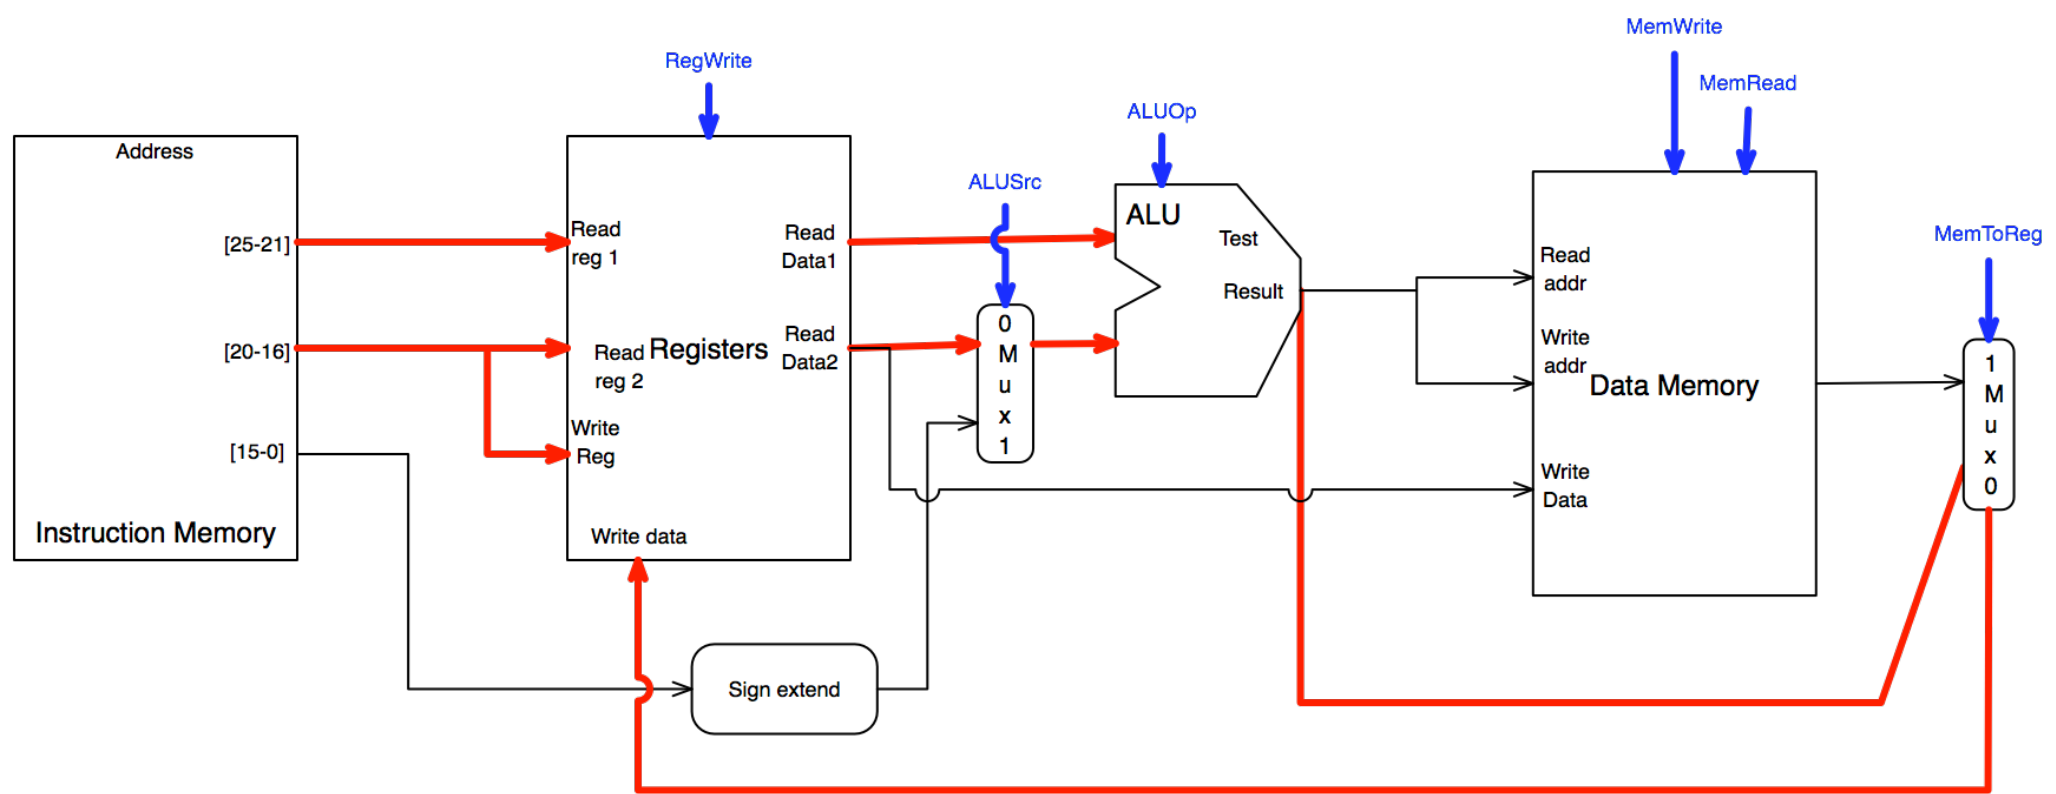 MemWrite
RegWrite
MemRead
ALUOp
Address
ALUSrc
ALU
Test
Result
[25-21]
Read
reg 1
Read
Data1
[20-16]
Read
reg 2
Registers
Read
Data2
Write
Reg
[15-0]
Write data
Instruction Memory
Sign extend
0
M
u
x
1
Read
addr
Write
addr
Data Memory
Write
Data
MemToReg
1
M
u
x
0